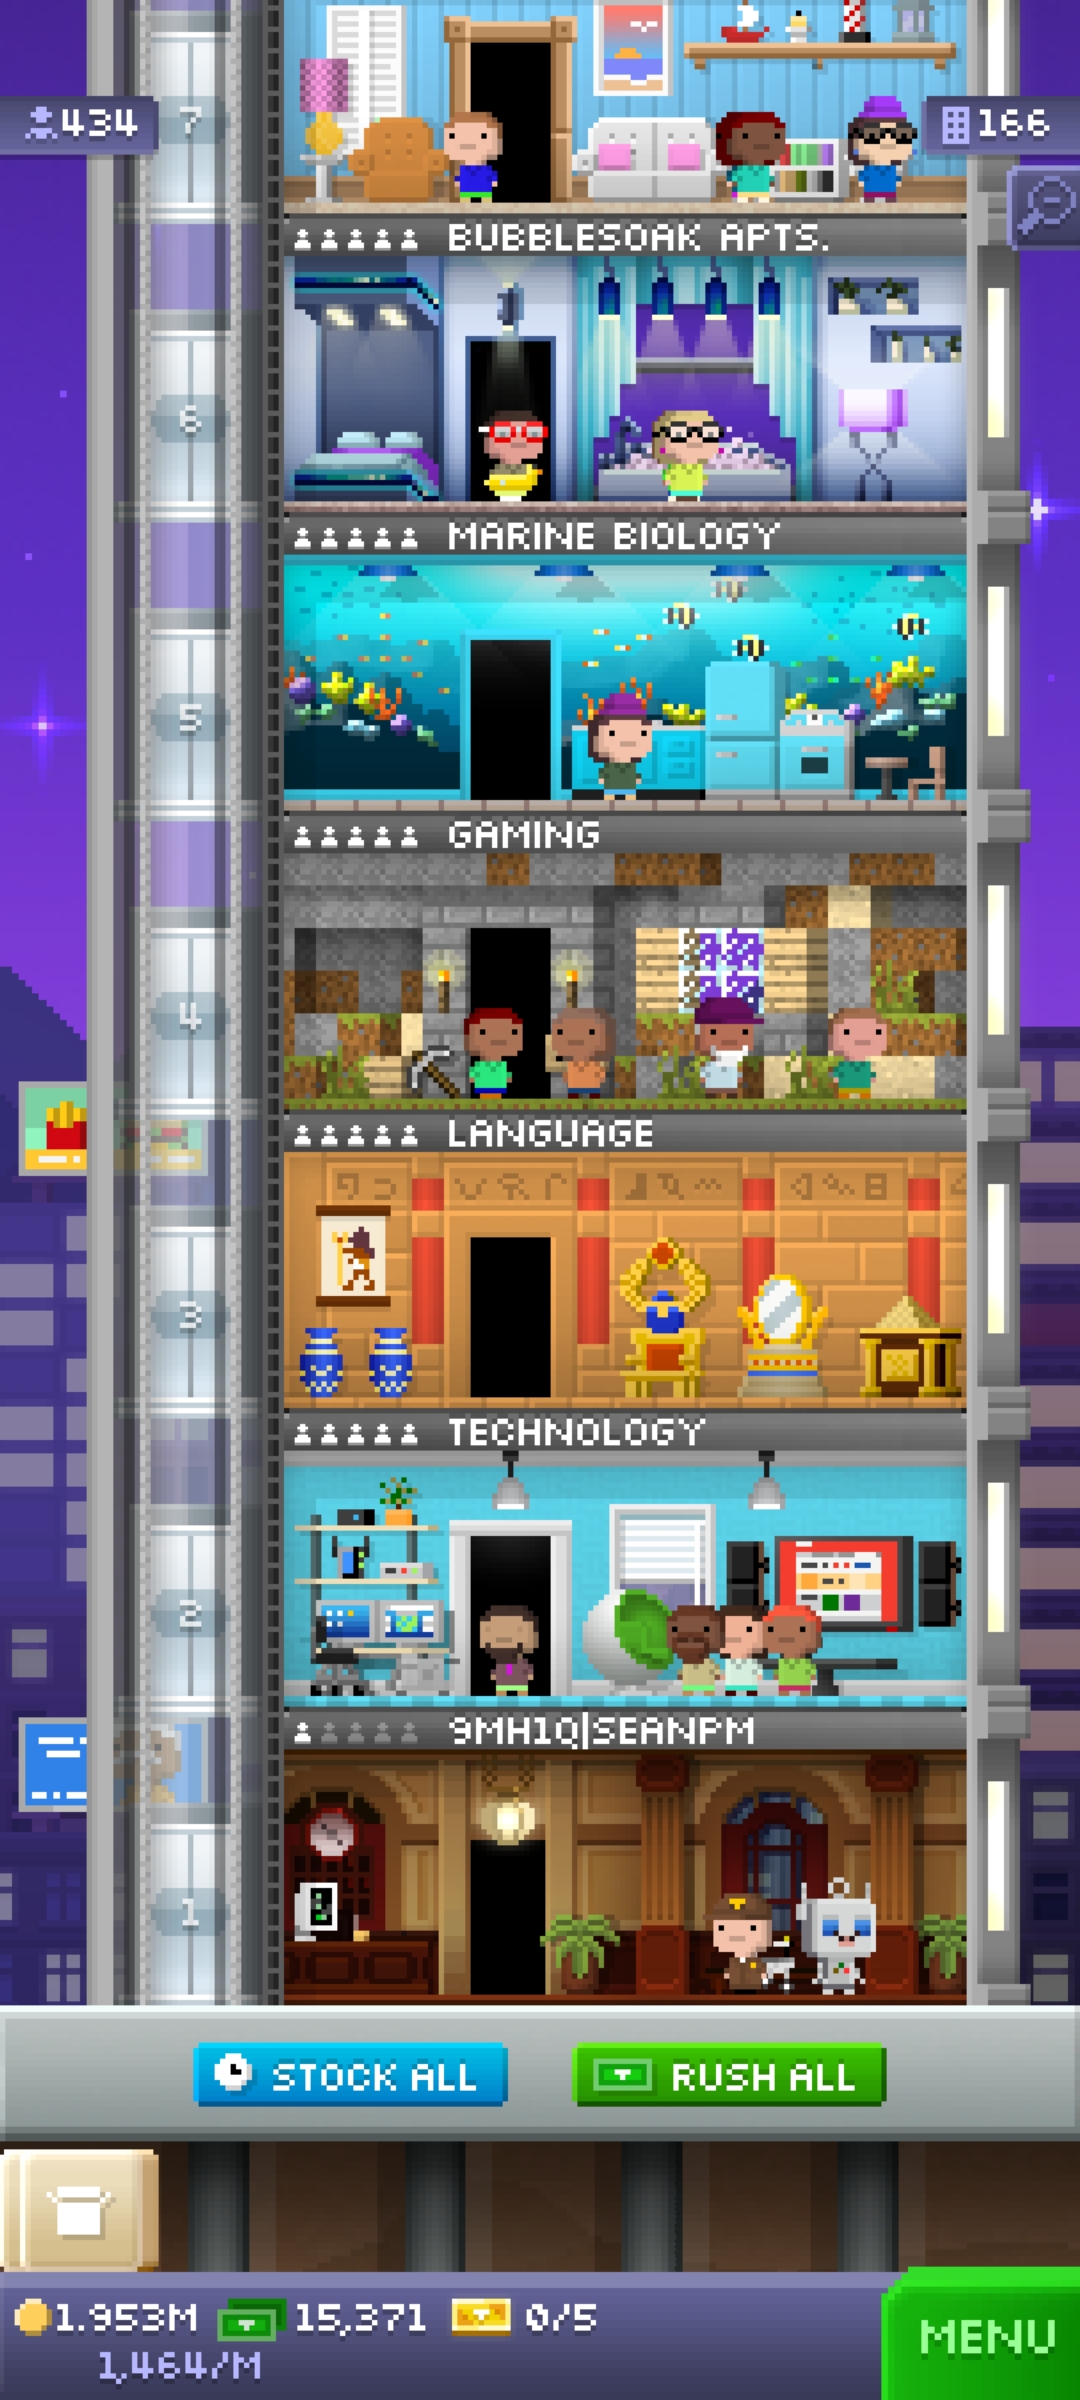 434
7
166
BUBBLESOAK APTS.
6
MARINE BIOLOGY
5
GAMING
4
LANGUAGE
3
TECHNOLOGY
2
9MH1Q|SEANPM
1
STOCK ALL
RUSH ALL
1.953M
15,371
0/5
MENU
1,464/M